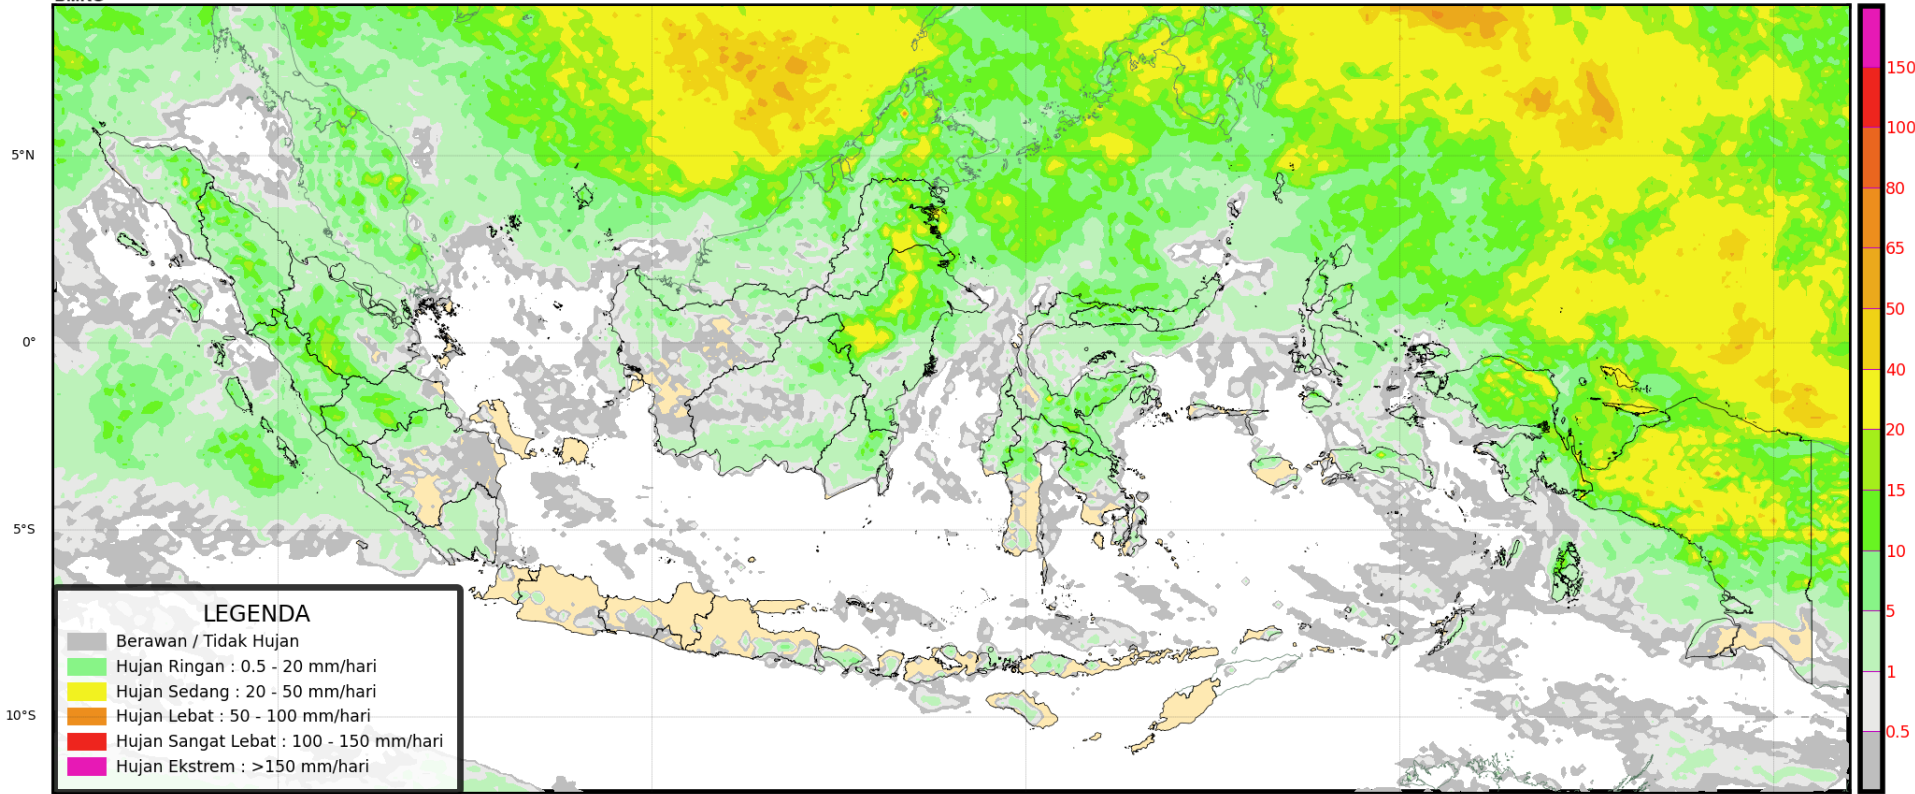 5°N
0°
5°S
10°S
LEGENDA
Berawan / Tidak Hujan
Hujan Ringan : 0.5 - 20 mm/hari
Hujan Sedang : 20 - 50 mm/hari
Hujan Lebat : 50 - 100 mm/hari
Hujan Sangat Lebat : 100 - 150 mm/hari
Hujan Ekstrem : >150 mm/hari
150
100
80
65
50
40
20
15
10
5
1
0.5